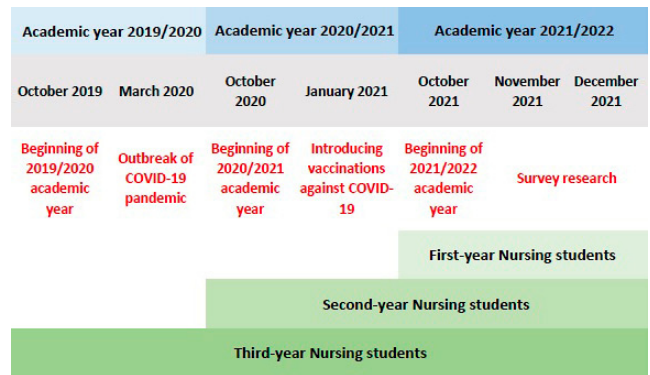 Academic year 2019/2020
Academic year 2020/2021
Academic year 2021/2022
October 2019
March 2020
October
2020
January 2021
October
2021
November
2021
December
2021
Beginning of
2019/2020
academic
year
Outbreak of
COVID-19
pandemic
Beginning of
2020/2021
academic
year
Introducing
vaccinations
against COVID-
19
Beginning of
2021/2022
academic
year
Survey research
First-year Nursing students
Second-year Nursing students
Third-year Nursing students